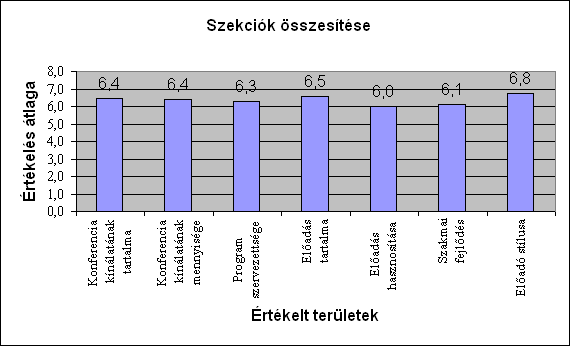 Szekciók összesítése
Értékelés átlaga
8,0
7,0
6,0
5,0
4,0
3,0
2,0
1,0
0,0
6,4
6,4
6,3
6,5
6,0
6,1
6,8
Konferencia
kínálatának
tartalma
Konferencia
kínálatának
mennyisége
Program
szervezettsége
Előadás
tartalma
Előadás
hasznosítása
Szakmai
fejlődés
Előadó stílusa
Értékelt területek